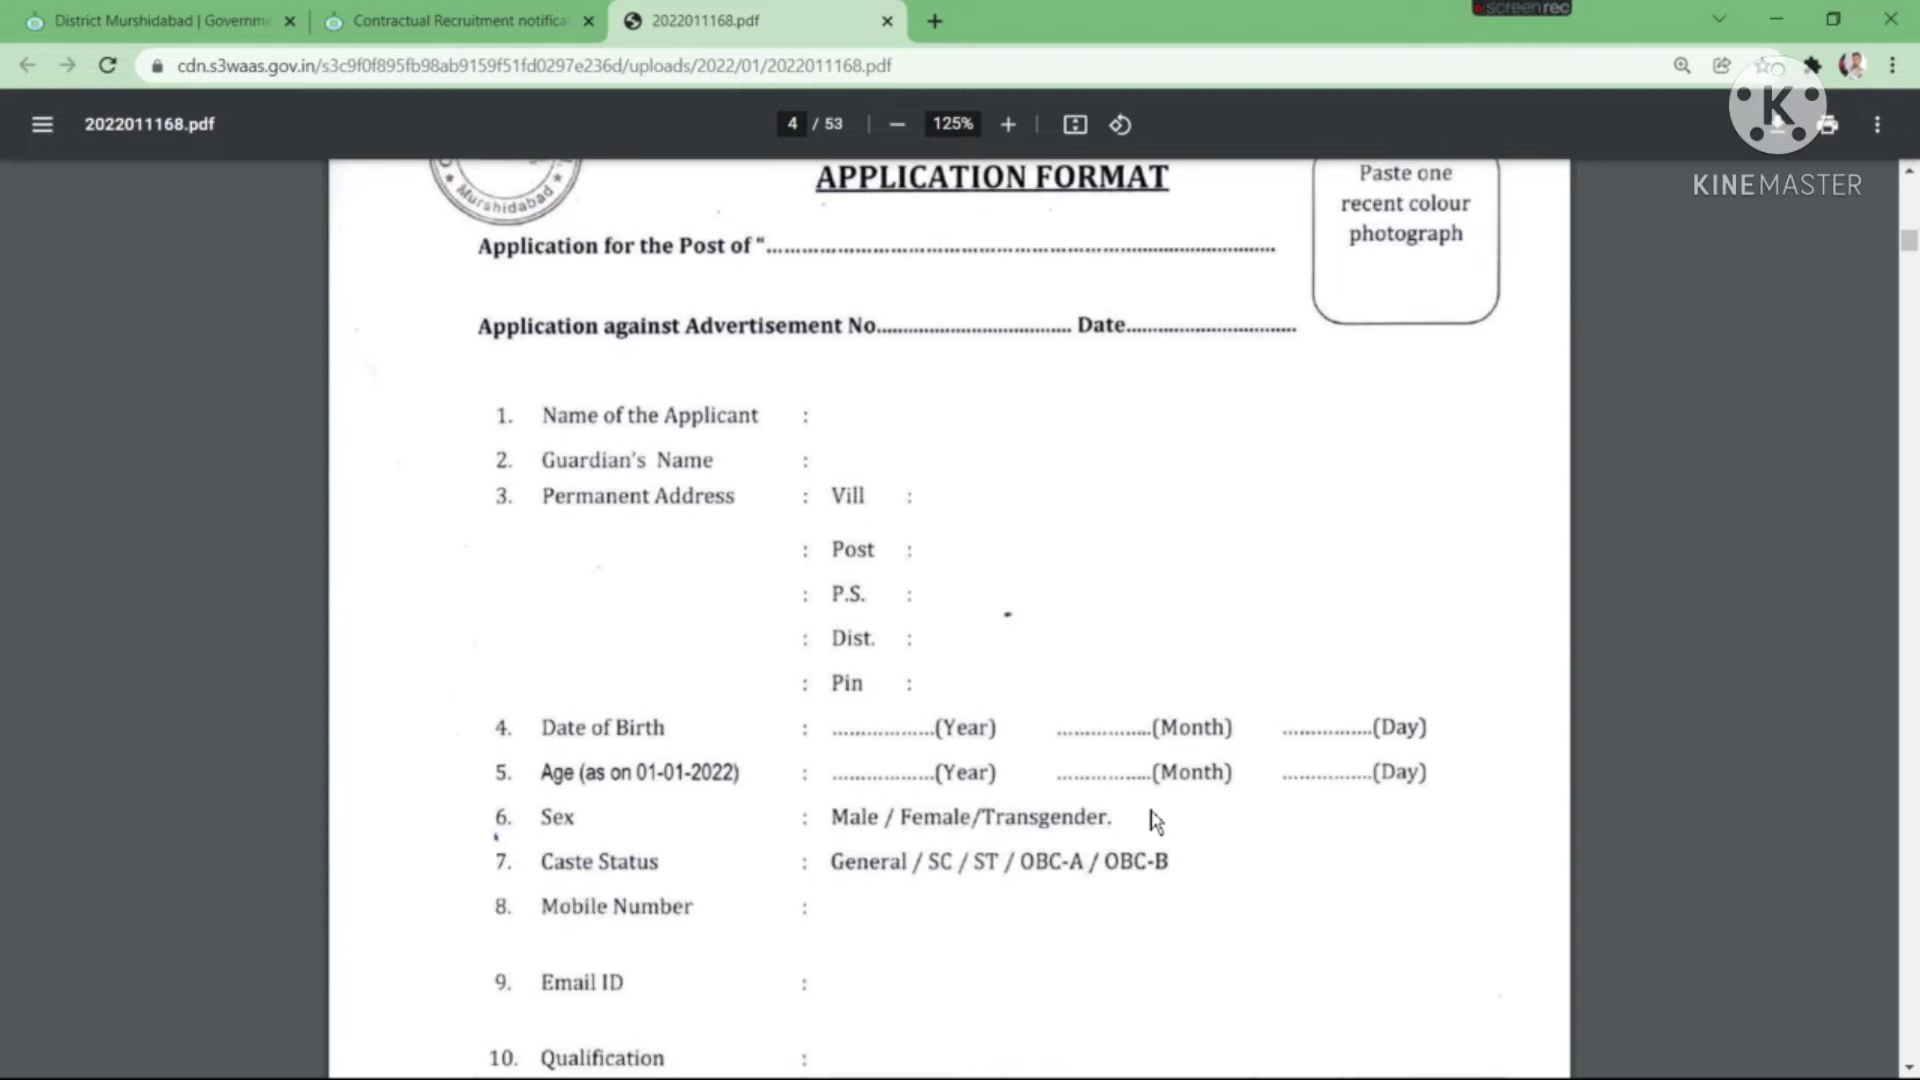 District Murshidabad | Governme
Contractual Recruitment notifica
2022011168.pdf
screenrec
cdn.s3waas.gov.in/s3c9f0f895fb98ab9159f51fd0297e236d/uploads/2022/01/2022011168.pdf
2022011168.pdf
4 / 53
125%
K
KINEMASTER
Murshidabad
APPLICATION FORMAT
Paste one
recent colour
photograph
Application for the Post of “......................................................................................
Application against Advertisement No.................................... Date...............................
1. Name of the Applicant :
2. Guardian's Name :
3. Permanent Address : Vill :
: Post :
: P.S. :
: Dist. :
: Pin :
4. Date of Birth : ..................(Year) .................(Month) ................(Day)
5. Age (as on 01-01-2022) : ..................(Year) .................(Month) ................(Day)
6. Sex : Male / Female/Transgender.
7. Caste Status : General / SC / ST / OBC-A / OBC-B
8. Mobile Number :
9. Email ID :
10. Qualification :